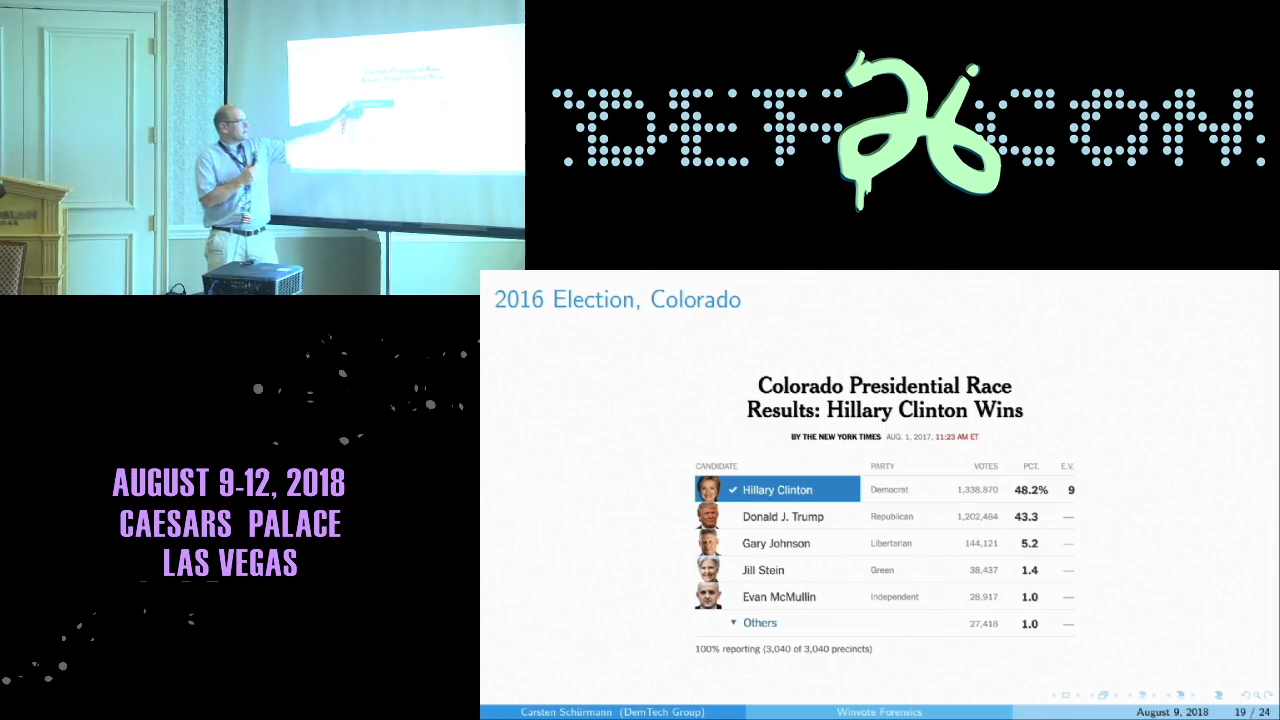 DEF 26 CON
AUGUST 9-12, 2018
CAESARS PALACE
LAS VEGAS
2016 Election, Colorado
Colorado Presidential Race
Results: Hillary Clinton Wins
BY THE NEW YORK TIMES AUG. 1, 2017, 11:23 AM ET
CANDIDATE PARTY VOTES PCT. E.V.
✓ Hillary Clinton Democrat 1,338,870 48.2% 9
Donald J. Trump Republican 1,202,484 43.3 —
Gary Johnson Libertarian 144,121 5.2 —
Jill Stein Green 38,437 1.4 —
Evan McMullin Independent 28,917 1.0 —
▼ Others 27,418 1.0 —
100% reporting (3,040 of 3,040 precincts)
Carsten Schürmann (DemTech Group) Winvote Forensics August 9, 2018 19 / 24